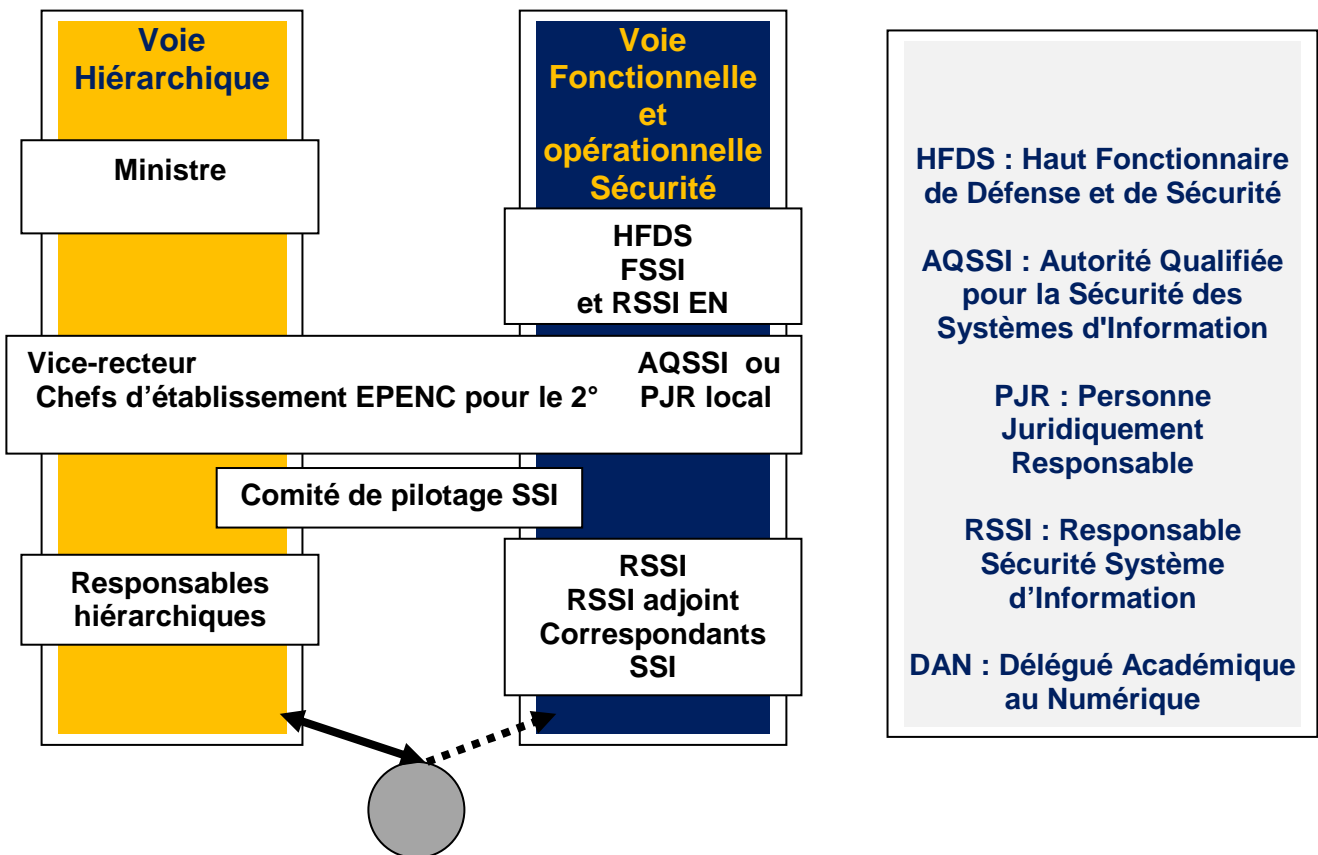 Voie
Hiérarchique
Ministre
Voie
Fonctionnelle
et
opérationnelle
Sécurité
HFDS
FSSI
et RSSI EN
Vice-recteur AQSSI ou
Chefs d’établissement EPENC pour le 2° PJR local
Comité de pilotage SSI
Responsables
hiérarchiques
RSSI
RSSI adjoint
Correspondants
SSI
HFDS : Haut Fonctionnaire
de Défense et de Sécurité
AQSSI : Autorité Qualifiée
pour la Sécurité des
Systèmes d'Information
PJR : Personne
Juridiquement
Responsable
RSSI : Responsable
Sécurité Système
d’Information
DAN : Délégué Académique
au Numérique